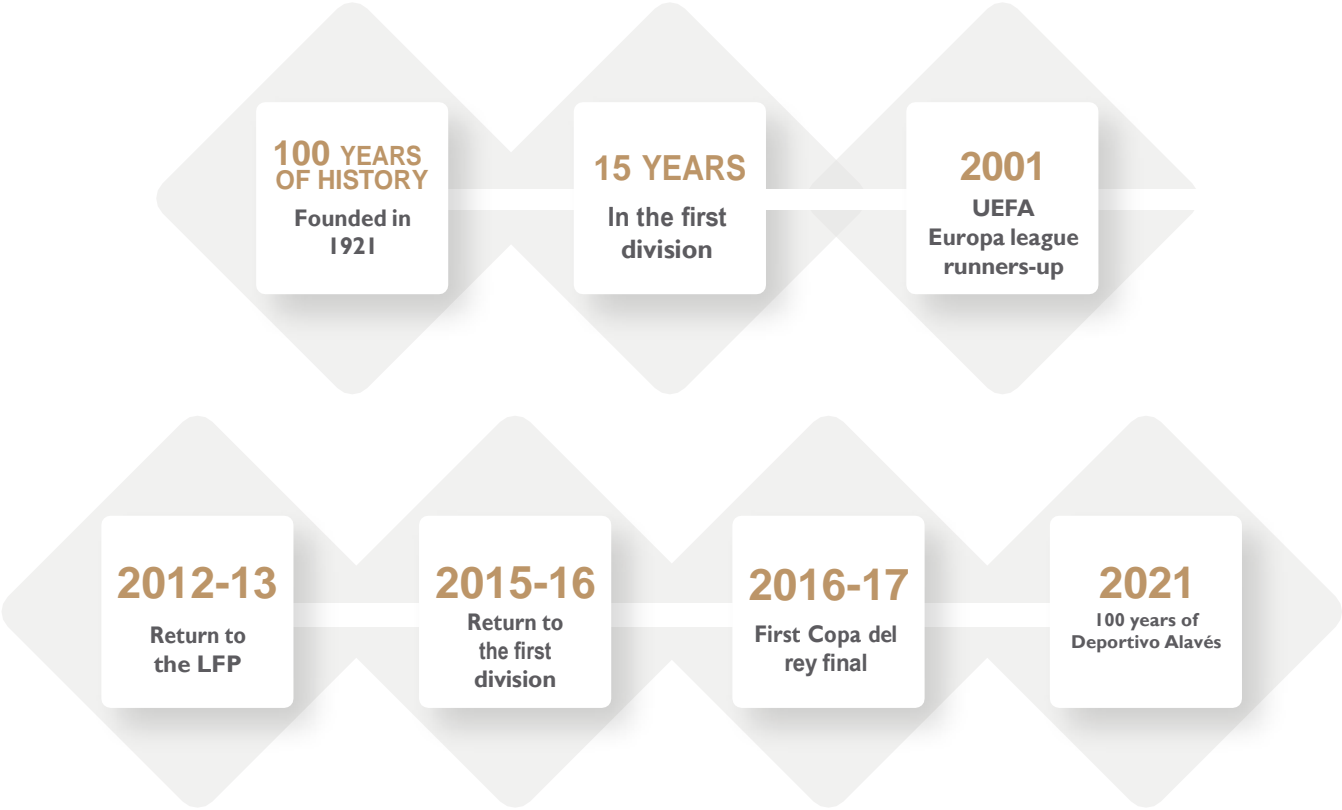 100 YEARS
OF HISTORY
Founded in
1921
15 YEARS
In the first
division
2001
UEFA
Europa league
runners-up
2012-13
Return to
the LFP
2015-16
Return to
the first
division
2016-17
First Copa del
rey final
2021
100 years of
Deportivo Alavés